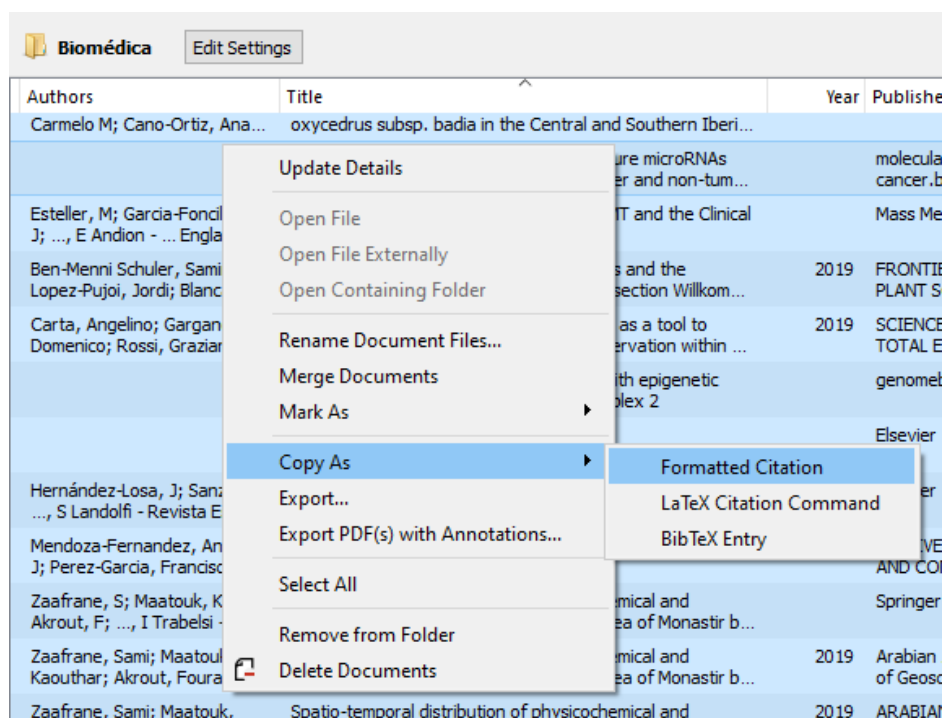 Biomédica Edit Settings
Authors Title Year Publishe
Carmelo M; Cano-Ortiz, Ana... oxycedrus subsp. badia in the Central and Southern Iberi...
ure microRNAs molecula
er and non-tum... cancer.b
Esteller, M; Garcia-Foncil T and the Clinical Mass Me
J; ..., E Andion - ... Engla
Ben-Menni Schuler, Sami s and the 2019 FRONTIE
Lopez-Pujoi, Jordi; Blanc section Willkom... PLANT S
Carta, Angelino; Gargan as a tool to 2019 SCIENCE
Domenico; Rossi, Graziar ervation within ... TOTAL E
ith epigenetic genomeb
plex 2
Elsevier
Hernández-Losa, J; Sanz er
..., S Landolfi - Revista E
Mendoza-Fernandez, An VE
J; Perez-Garcia, Francisc AND CO
Zaafrane, S; Maatouk, K emical and Springer
Akrout, F; ..., I Trabelsi - ea of Monastir b...
Zaafrane, Sami; Maatoul emical and 2019 Arabian
Kaouthar; Akrout, Foura ea of Monastir b... of Geosc
Zaafrane, Sami; Maatouk, Spatio-temporal distribution of physicochemical and 2019 ARABIAN
Update Details
Open File
Open File Externally
Open Containing Folder
Rename Document Files...
Merge Documents
Mark As
Copy As
Export...
Export PDF(s) with Annotations...
Select All
Remove from Folder
Delete Documents
Formatted Citation
LaTeX Citation Command
BibTeX Entry